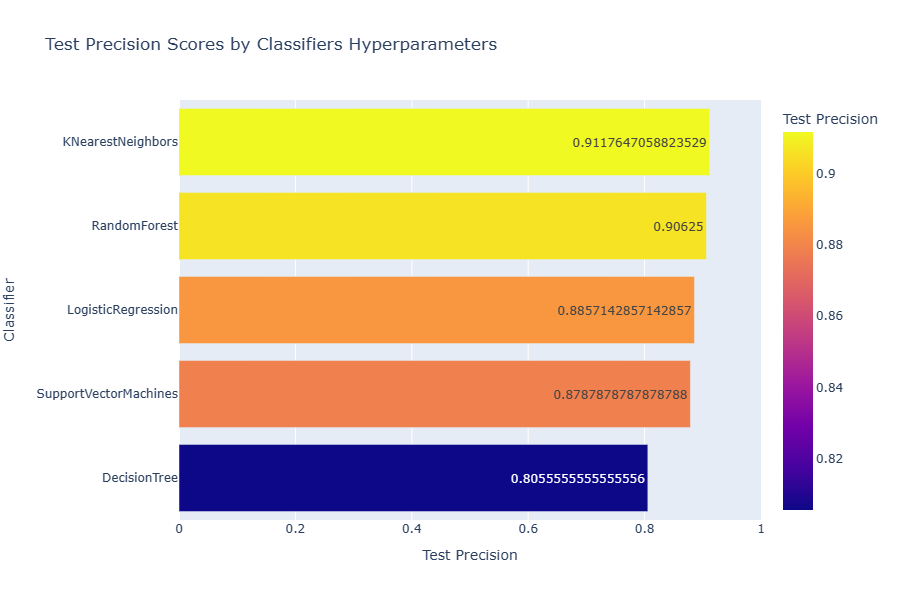 Test Precision Scores by Classifiers Hyperparameters
Classifier
KNearestNeighbors
0.9117647058823529
RandomForest
0.90625
LogisticRegression
0.8857142857142857
SupportVectorMachines
0.8787878787878788
DecisionTree
0.8055555555555556
0 0.2 0.4 0.6 0.8 1
Test Precision
Test Precision
0.9
0.88
0.86
0.84
0.82